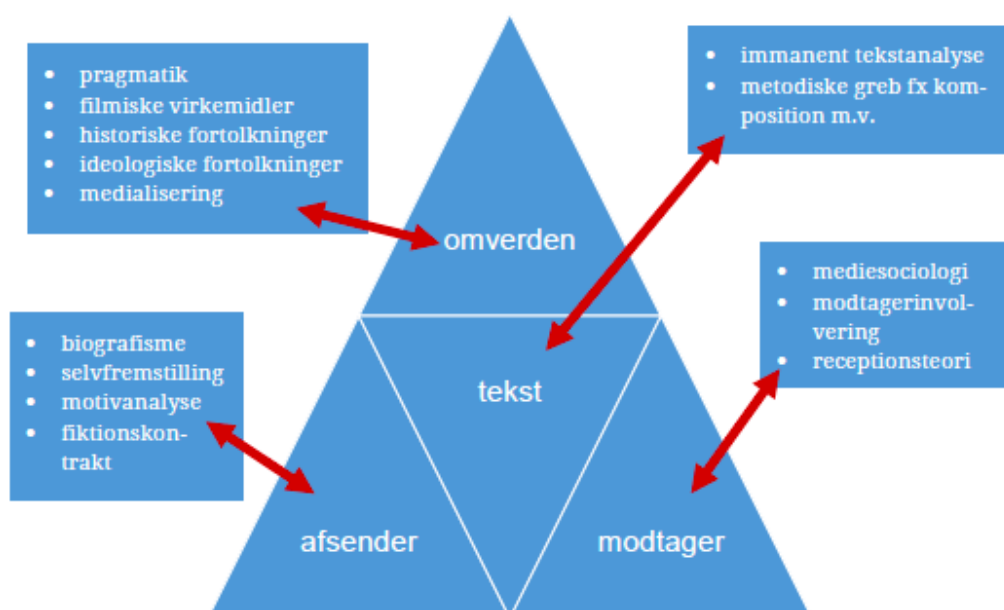 pragmatik
filmiske virkemidler
historiske fortolkninger
ideologiske fortolkninger
medialisering
immanent tekstanalyse
metodiske greb fx kom-
position m.v.
omverden
mediesociologi
modtagerinvol-
vering
receptionsteori
biografisme
selvfremstilling
motivanalyse
fiktionskon-
trakt
tekst
afsender
modtager